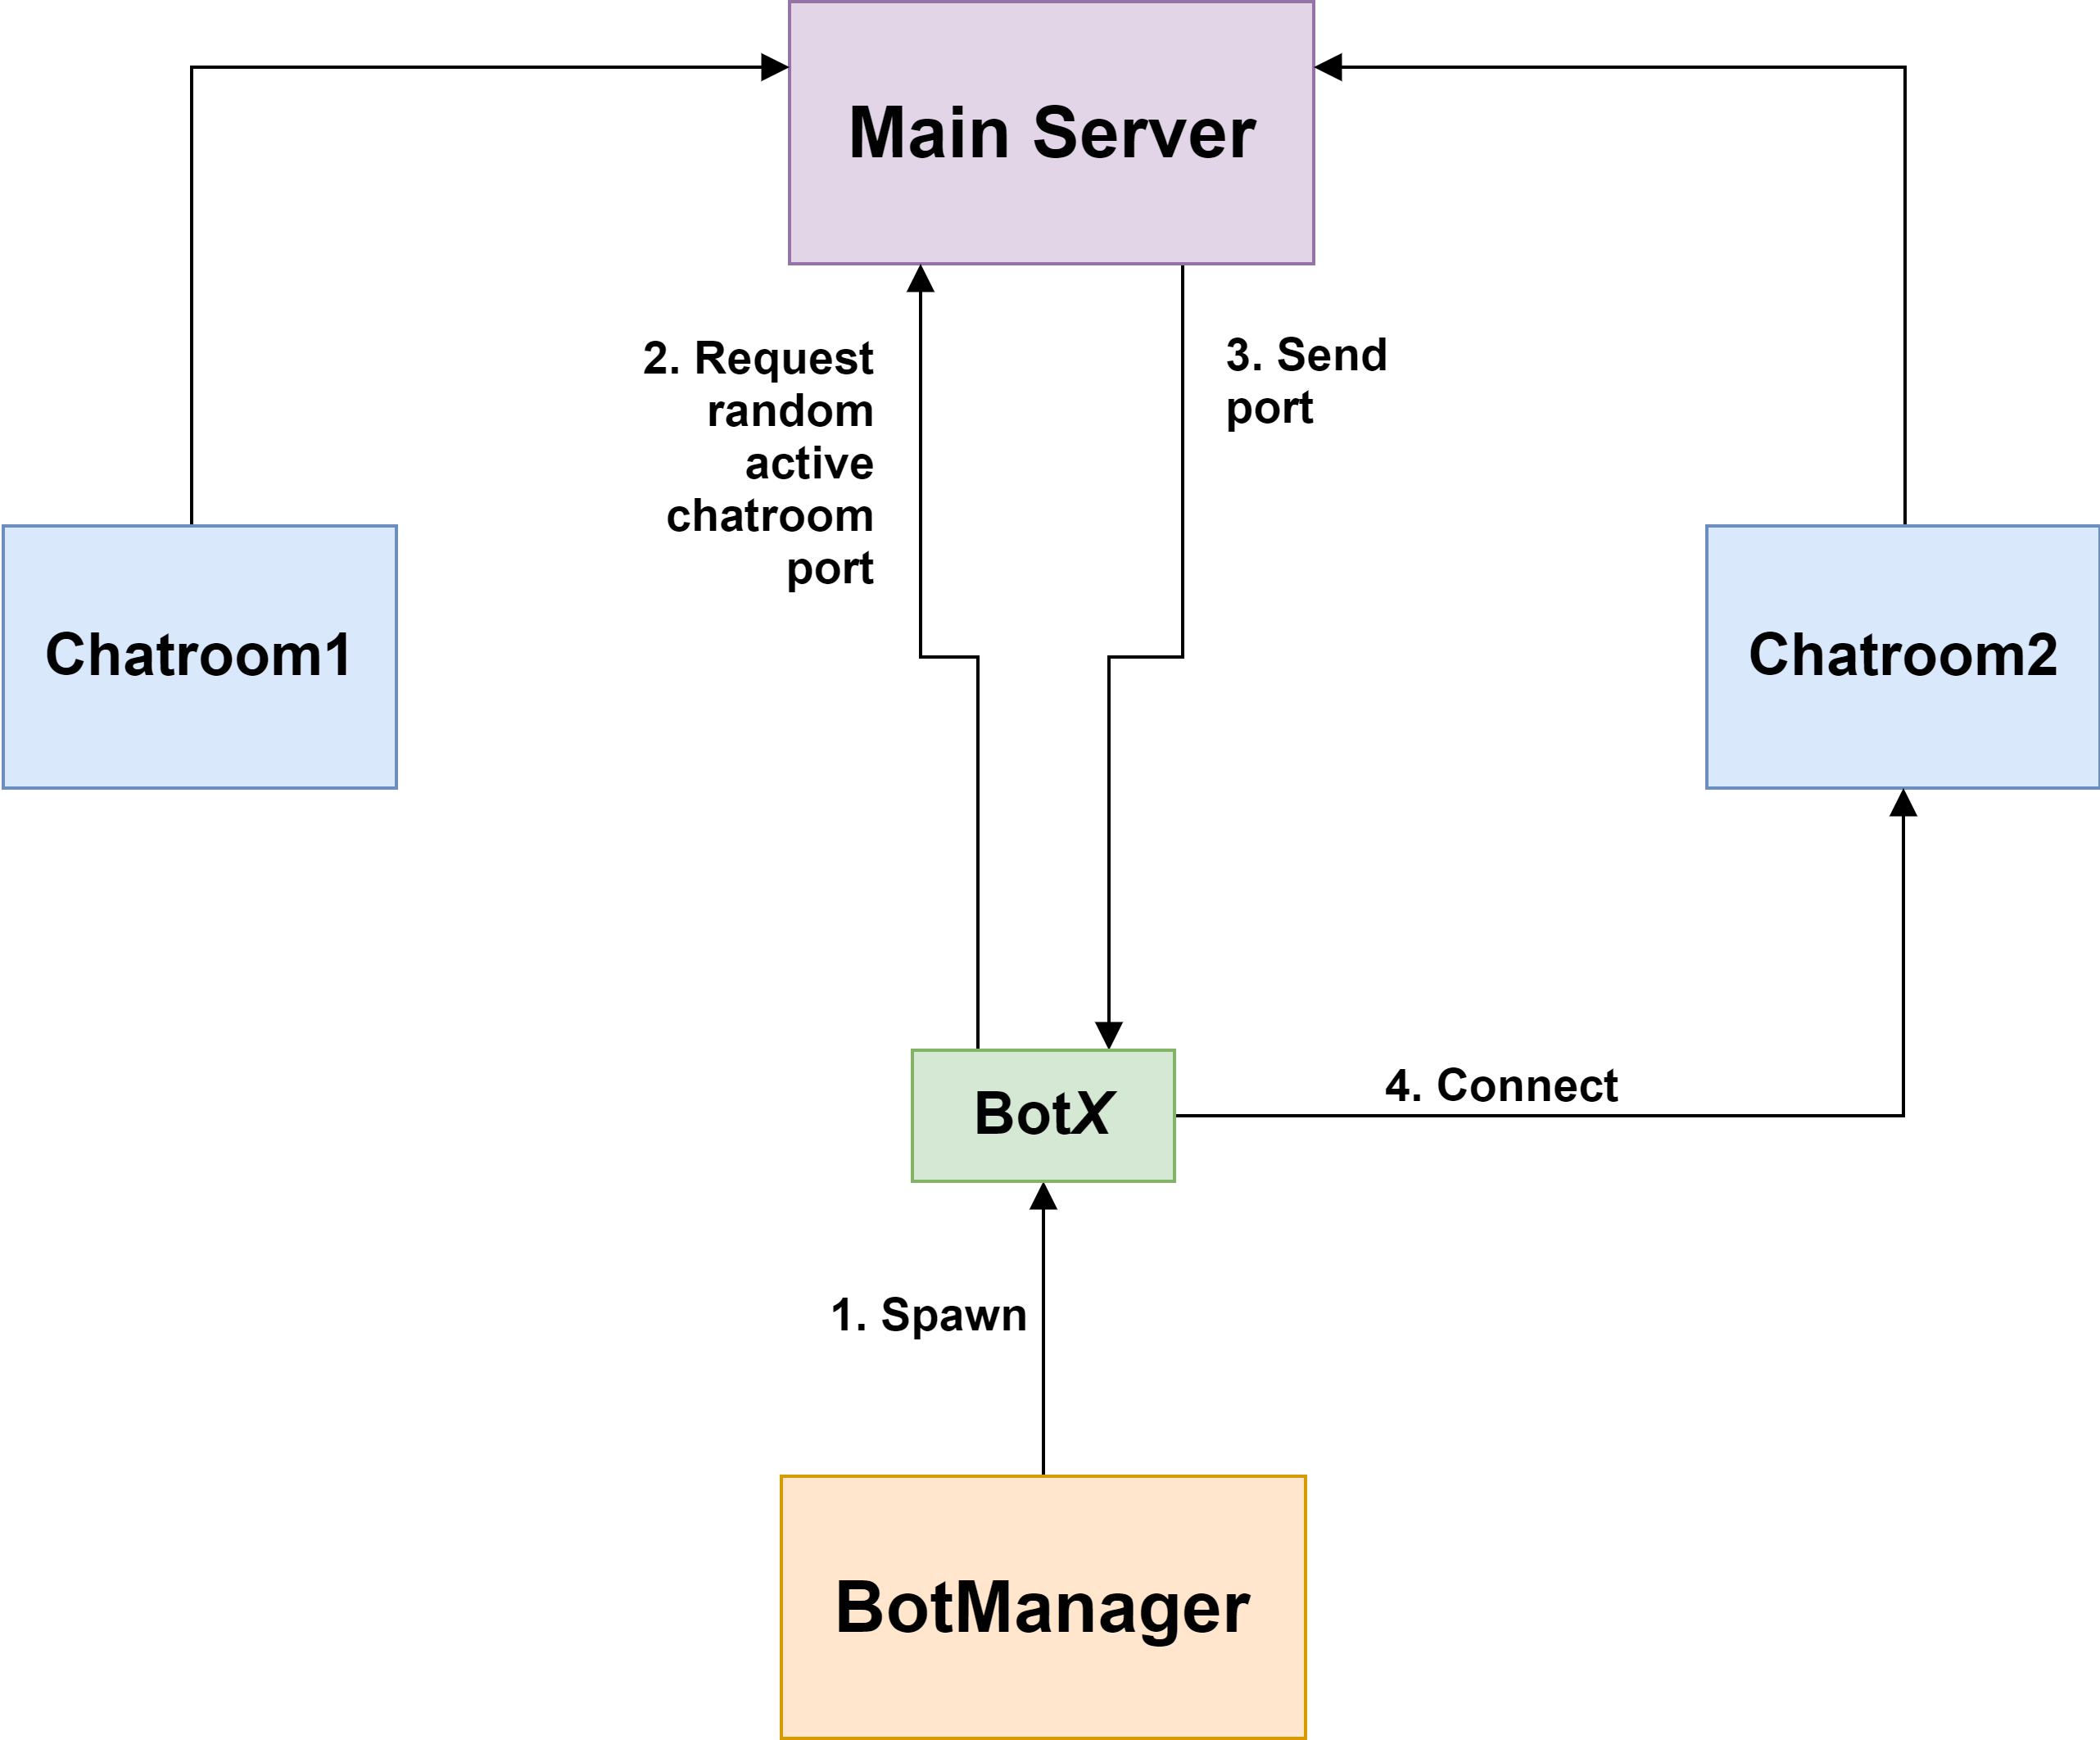 Main Server
2. Request
random
active
chatroom
port
3. Send
port
Chatroom1
Chatroom2
BotX
4. Connect
1. Spawn
BotManager